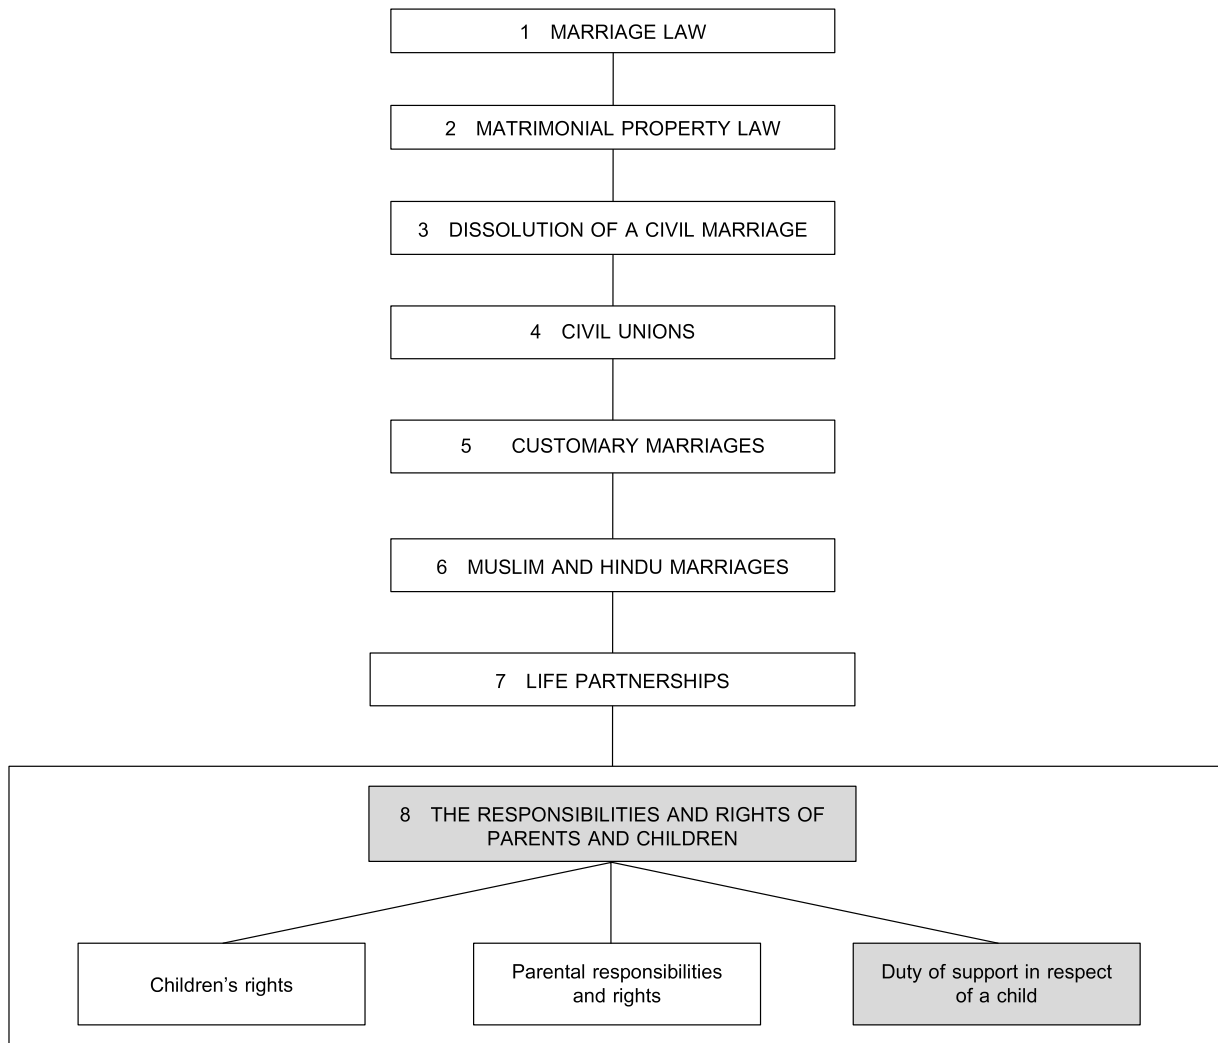 1 MARRIAGE LAW
2 MATRIMONIAL PROPERTY LAW
3 DISSOLUTION OF A CIVIL MARRIAGE
4 CIVIL UNIONS
5 CUSTOMARY MARRIAGES
6 MUSLIM AND HINDU MARRIAGES
7 LIFE PARTNERSHIPS
8 THE RESPONSIBILITIES AND RIGHTS OF
PARENTS AND CHILDREN
Children’s rights
Parental responsibilities
and rights
Duty of support in respect
of a child